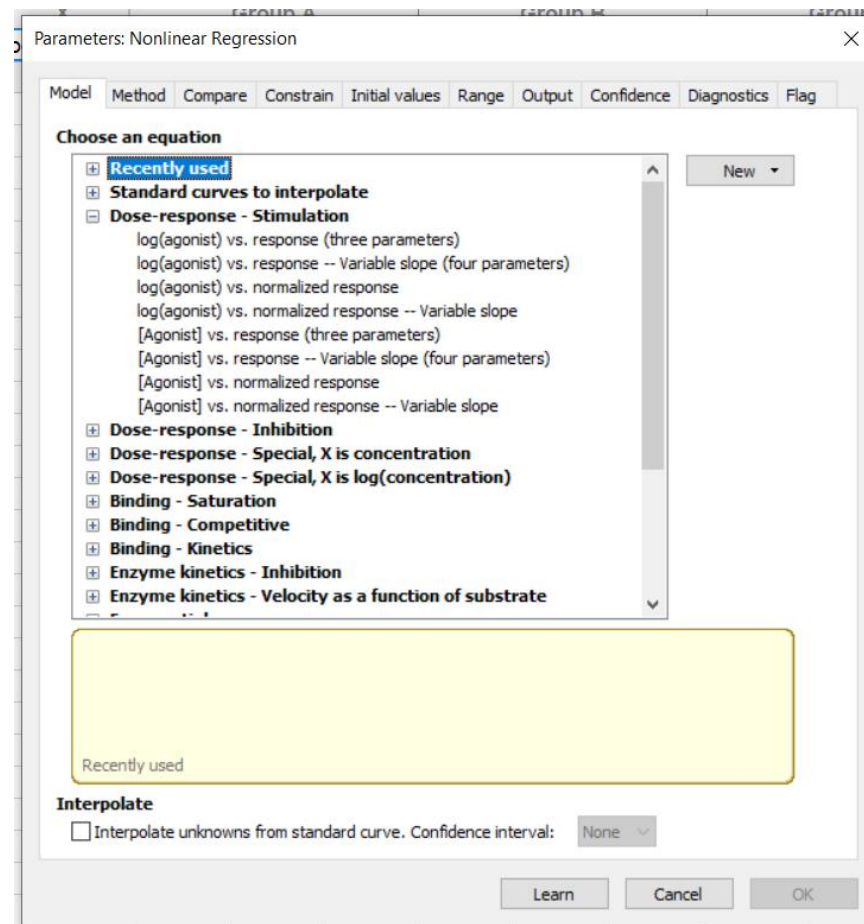 X Group A Group B Group
Parameters: Nonlinear Regression
Model Method Compare Constrain Initial values Range Output Confidence Diagnostics Flag
Choose an equation
Recently used
New
Standard curves to interpolate
Dose-response - Stimulation
log(agonist) vs. response (three parameters)
log(agonist) vs. response -- Variable slope (four parameters)
log(agonist) vs. normalized response
log(agonist) vs. normalized response -- Variable slope
[Agonist] vs. response (three parameters)
[Agonist] vs. response -- Variable slope (four parameters)
[Agonist] vs. normalized response
[Agonist] vs. normalized response -- Variable slope
Dose-response - Inhibition
Dose-response - Special, X is concentration
Dose-response - Special, X is log(concentration)
Binding - Saturation
Binding - Competitive
Binding - Kinetics
Enzyme kinetics - Inhibition
Enzyme kinetics - Velocity as a function of substrate
Recently used
Interpolate
Interpolate unknowns from standard curve. Confidence interval: None
Learn Cancel OK